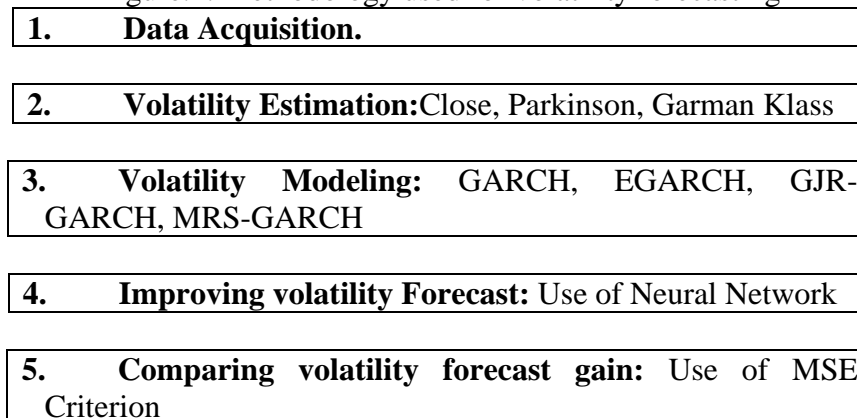 1. Data Acquisition.
2. Volatility Estimation:Close, Parkinson, Garman Klass
3. Volatility Modeling: GARCH, EGARCH, GJR-
GARCH, MRS-GARCH
4. Improving volatility Forecast: Use of Neural Network
5. Comparing volatility forecast gain: Use of MSE
Criterion